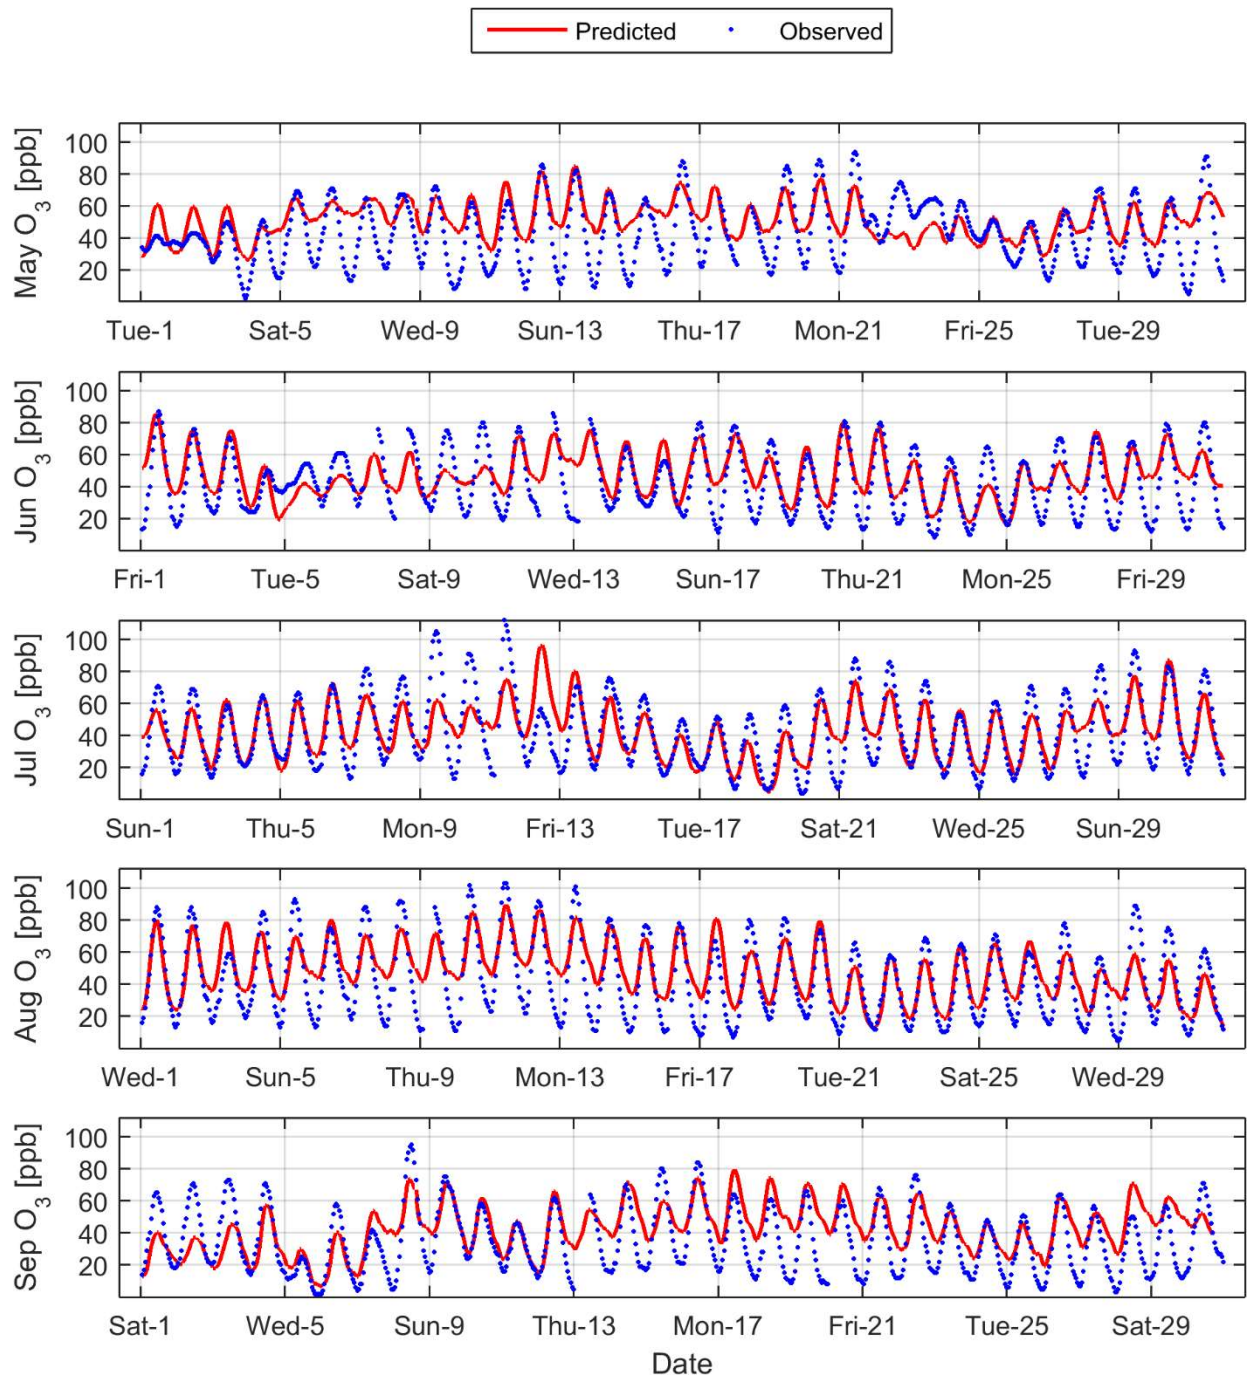 Predicted Observed
May O3 [ppb]
100
80
60
40
20
Tue-1 Sat-5 Wed-9 Sun-13 Thu-17 Mon-21 Fri-25 Tue-29
Jun O3 [ppb]
100
80
60
40
20
Fri-1 Tue-5 Sat-9 Wed-13 Sun-17 Thu-21 Mon-25 Fri-29
Jul O3 [ppb]
100
80
60
40
20
Sun-1 Thu-5 Mon-9 Fri-13 Tue-17 Sat-21 Wed-25 Sun-29
Aug O3 [ppb]
100
80
60
40
20
Wed-1 Sun-5 Thu-9 Mon-13 Fri-17 Tue-21 Sat-25 Wed-29
Sep O3 [ppb]
100
80
60
40
20
Sat-1 Wed-5 Sun-9 Thu-13 Mon-17 Fri-21 Tue-25 Sat-29
Date